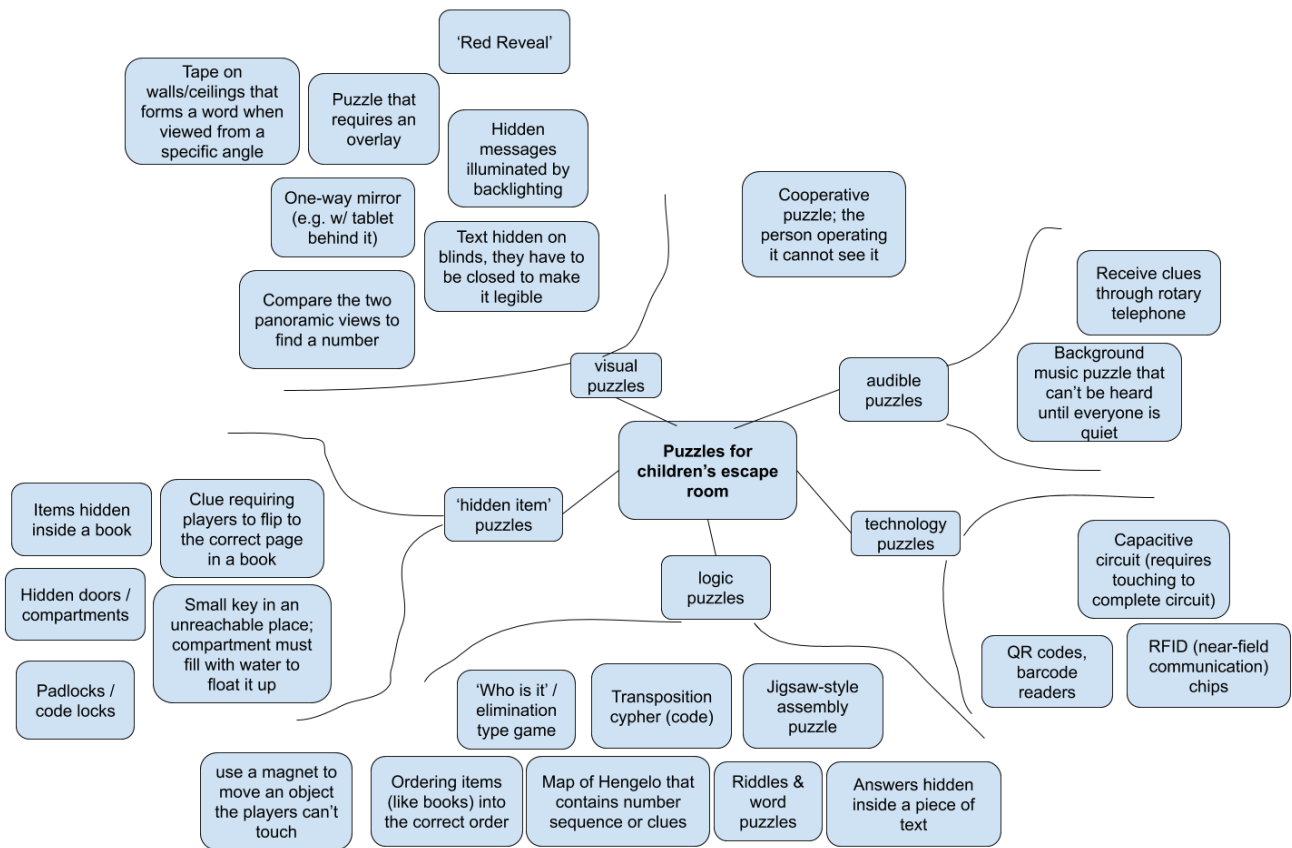 ‘Red Reveal’
Tape on
walls/ceilings that
forms a word when
viewed from a
specific angle
Puzzle that
requires an
overlay
Hidden
messages
illuminated by
backlighting
One-way mirror
(e.g. w/ tablet
behind it)
Text hidden on
blinds, they have to
be closed to make
it legible
Compare the two
panoramic views to
find a number
visual
puzzles
Cooperative
puzzle; the
person operating
it cannot see it
audible
puzzles
Receive clues
through rotary
telephone
Background
music puzzle that
can’t be heard
until everyone is
quiet
Puzzles for
children’s escape
room
‘hidden item’
puzzles
Items hidden
inside a book
Clue requiring
players to flip to
the correct page
in a book
Hidden doors /
compartments
Small key in an
unreachable place;
compartment must
fill with water to
float it up
Padlocks /
code locks
technology
puzzles
Capacitive
circuit (requires
touching to
complete circuit)
QR codes,
barcode
readers
RFID (near-field
communication)
chips
logic
puzzles
‘Who is it’ /
elimination
type game
Transposition
cypher (code)
Jigsaw-style
assembly
puzzle
use a magnet to
move an object
the players can’t
touch
Ordering items
(like books) into
the correct order
Map of Hengelo that
contains number
sequence or clues
Riddles &
word
puzzles
Answers hidden
inside a piece of
text